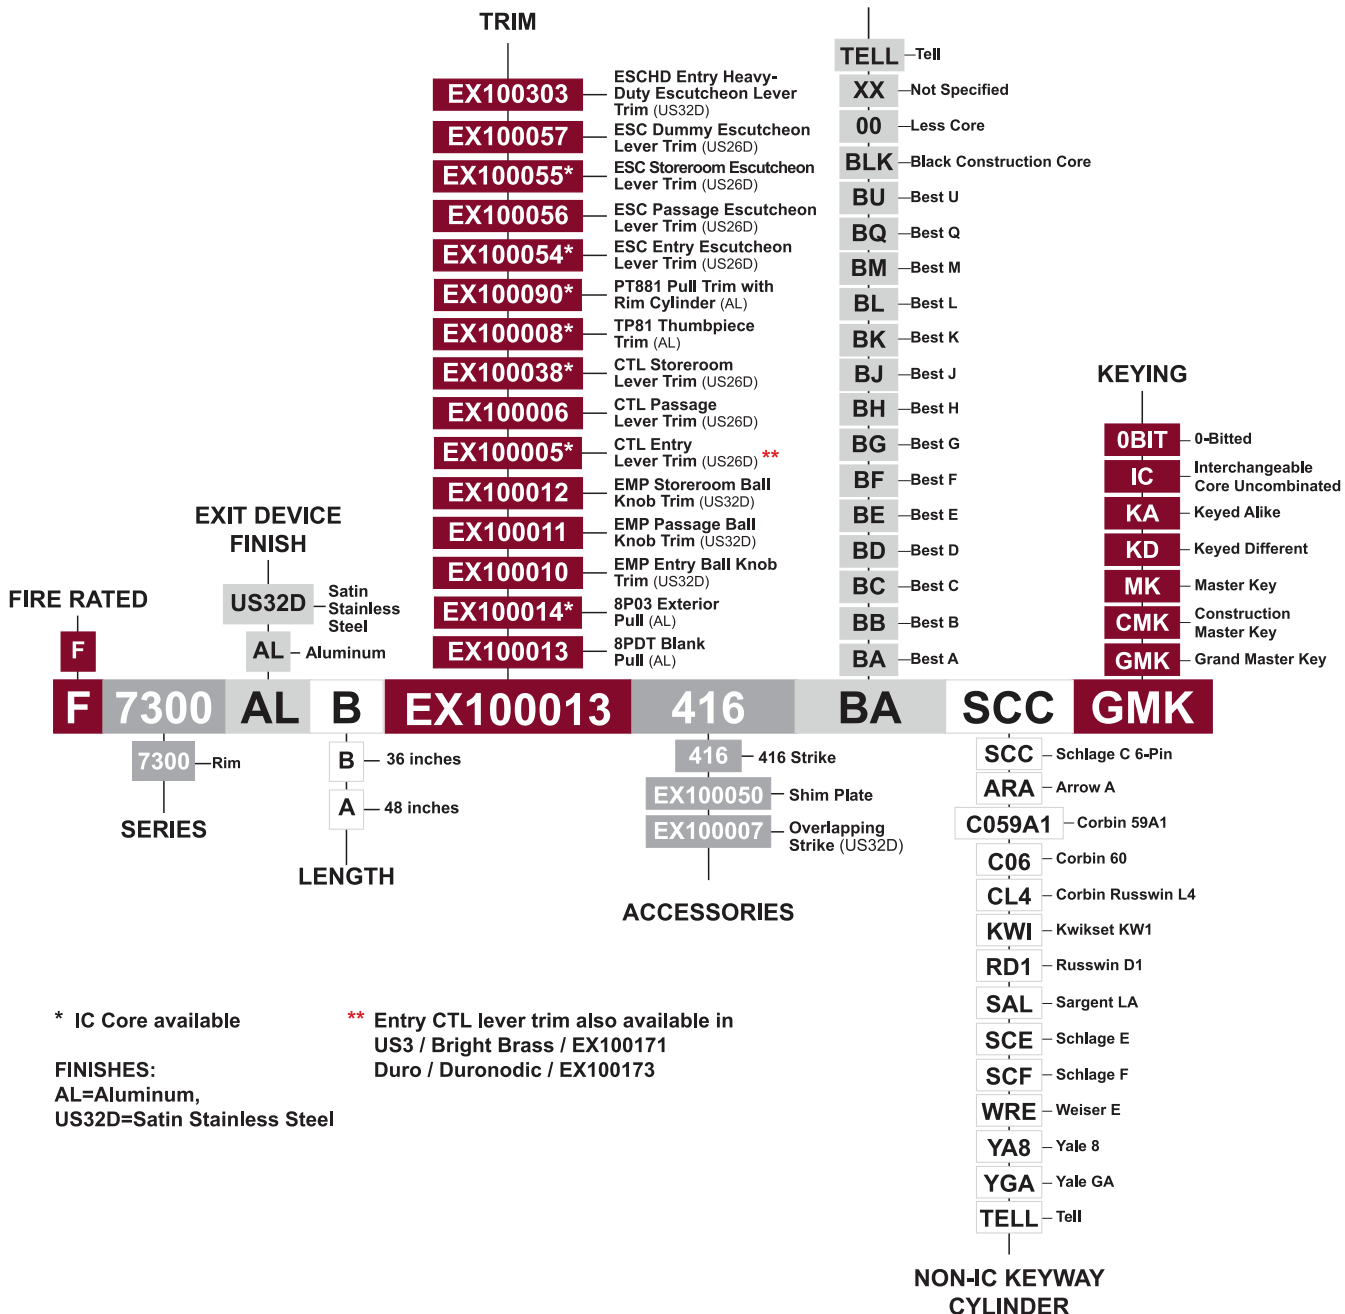 TRIM
EX100303
ESCHD Entry Heavy-
Duty Escutcheon Lever
Trim (US32D)
EX100057
ESC Dummy Escutcheon
Lever Trim (US26D)
EX100055*
ESC Storeroom Escutcheon
Lever Trim (US26D)
EX100056
ESC Passage Escutcheon
Lever Trim (US26D)
EX100054*
ESC Entry Escutcheon
Lever Trim (US26D)
EX100090*
PT881 Pull Trim with
Rim Cylinder (AL)
EX100008*
TP81 Thumbpiece
Trim (AL)
EX100038*
CTL Storeroom
Lever Trim (US26D)
EX100006
CTL Passage
Lever Trim (US26D)
EX100005*
CTL Entry
Lever Trim (US26D) **
EX100012
EMP Storeroom Ball
Knob Trim (US32D)
EX100011
EMP Passage Ball
Knob Trim (US32D)
EX100010
EMP Entry Ball Knob
Trim (US32D)
EX100014*
8P03 Exterior
Pull (AL)
EX100013
8PDT Blank
Pull (AL)
TELL
Tell
XX
Not Specified
00
Less Core
BLK
Black Construction Core
BU
Best U
BQ
Best Q
BM
Best M
BL
Best L
BK
Best K
BJ
Best J
BH
Best H
BG
Best G
BF
Best F
BE
Best E
BD
Best D
BC
Best C
BB
Best B
BA
Best A
KEYING
0BIT
0-Bitted
IC
Interchangeable
Core Uncombinated
KA
Keyed Alike
KD
Keyed Different
MK
Master Key
CMK
Construction
Master Key
GMK
Grand Master Key
EXIT DEVICE
FINISH
US32D
Satin
Stainless
Steel
AL
Aluminum
FIRE RATED
F
F 7300 AL B EX100013 416 BA SCC GMK
7300
Rim
SERIES
B
36 inches
A
48 inches
LENGTH
416
416 Strike
EX100050
Shim Plate
EX100007
Overlapping
Strike (US32D)
ACCESSORIES
SCC
Schlage C 6-Pin
ARA
Arrow A
C059A1
Corbin 59A1
C06
Corbin 60
CL4
Corbin Russwin L4
KWI
Kwikset KW1
RD1
Russwin D1
SAL
Sargent LA
SCE
Schlage E
SCF
Schlage F
WRE
Weiser E
YA8
Yale 8
YGA
Yale GA
TELL
Tell
NON-IC KEYWAY
CYLINDER
* IC Core available
FINISHES:
AL=Aluminum,
US32D=Satin Stainless Steel
** Entry CTL lever trim also available in
US3 / Bright Brass / EX100171
Duro / Duronodic / EX100173